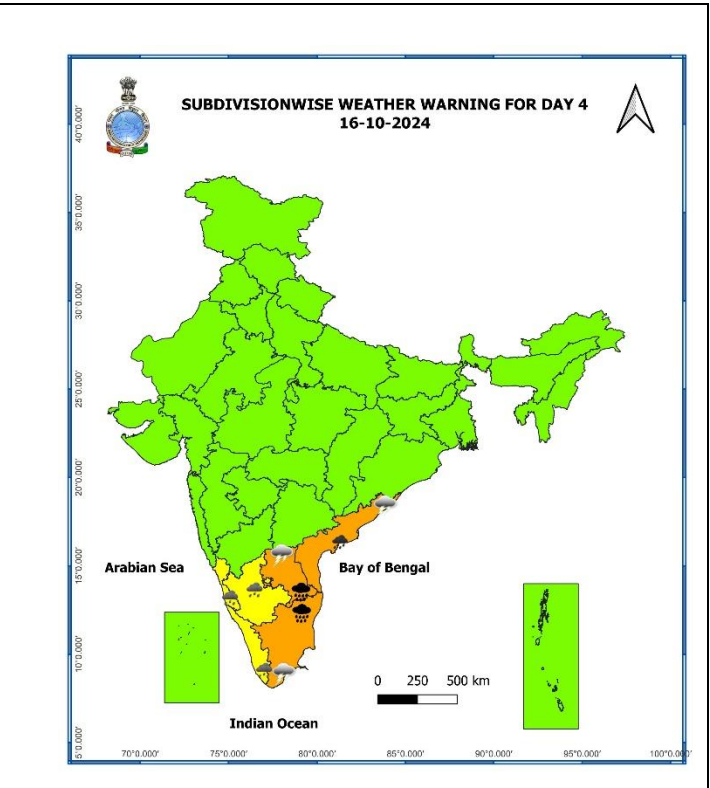 SUBDIVISIONWISE WEATHER WARNING FOR DAY 4
16-10-2024
40°0.000'
35°0.000'
30°0.000'
25°0.000'
20°0.000'
15°0.000'
10°0.000'
5°0.000'
Arabian Sea
Bay of Bengal
0 250 500 km
Indian Ocean
70°0.000' 75°0.000' 80°0.000' 85°0.000' 90°0.000' 95°0.000' 100°0.000'